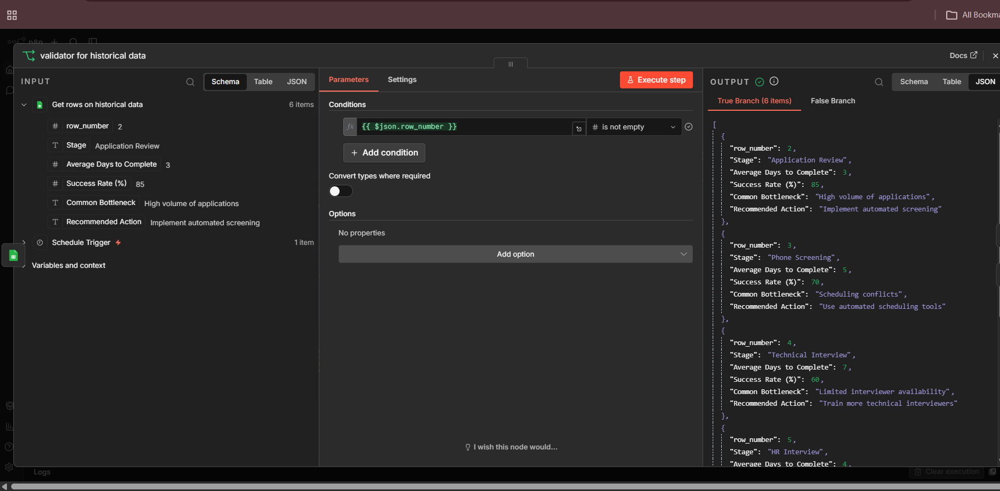 All Bookma
n8n
validator for historical data
Docs
INPUT
Schema
Table
JSON
Get rows on historical data
6 items
# row_number 2
T Stage Application Review
# Average Days to Complete 3
# Success Rate (%) 85
T Common Bottleneck High volume of applications
T Recommended Action Implement automated screening
Schedule Trigger
1 item
Variables and context
Parameters
Settings
Execute step
Conditions
fx {{ $json.row_number }}
# is not empty
+ Add condition
Convert types where required
Options
No properties
Add option
I wish this node would...
OUTPUT
Schema
Table
JSON
True Branch (6 items)
False Branch
[
{
"row_number": 2,
"Stage": "Application Review",
"Average Days to Complete": 3,
"Success Rate (%)": 85,
"Common Bottleneck": "High volume of applications",
"Recommended Action": "Implement automated screening"
},
{
"row_number": 3,
"Stage": "Phone Screening",
"Average Days to Complete": 5,
"Success Rate (%)": 70,
"Common Bottleneck": "Scheduling conflicts",
"Recommended Action": "Use automated scheduling tools"
},
{
"row_number": 4,
"Stage": "Technical Interview",
"Average Days to Complete": 7,
"Success Rate (%)": 60,
"Common Bottleneck": "Limited interviewer availability",
"Recommended Action": "Train more technical interviewers"
},
{
"row_number": 5,
"Stage": "HR Interview",
"Average Days to Complete": 4,
Logs
Clear execution